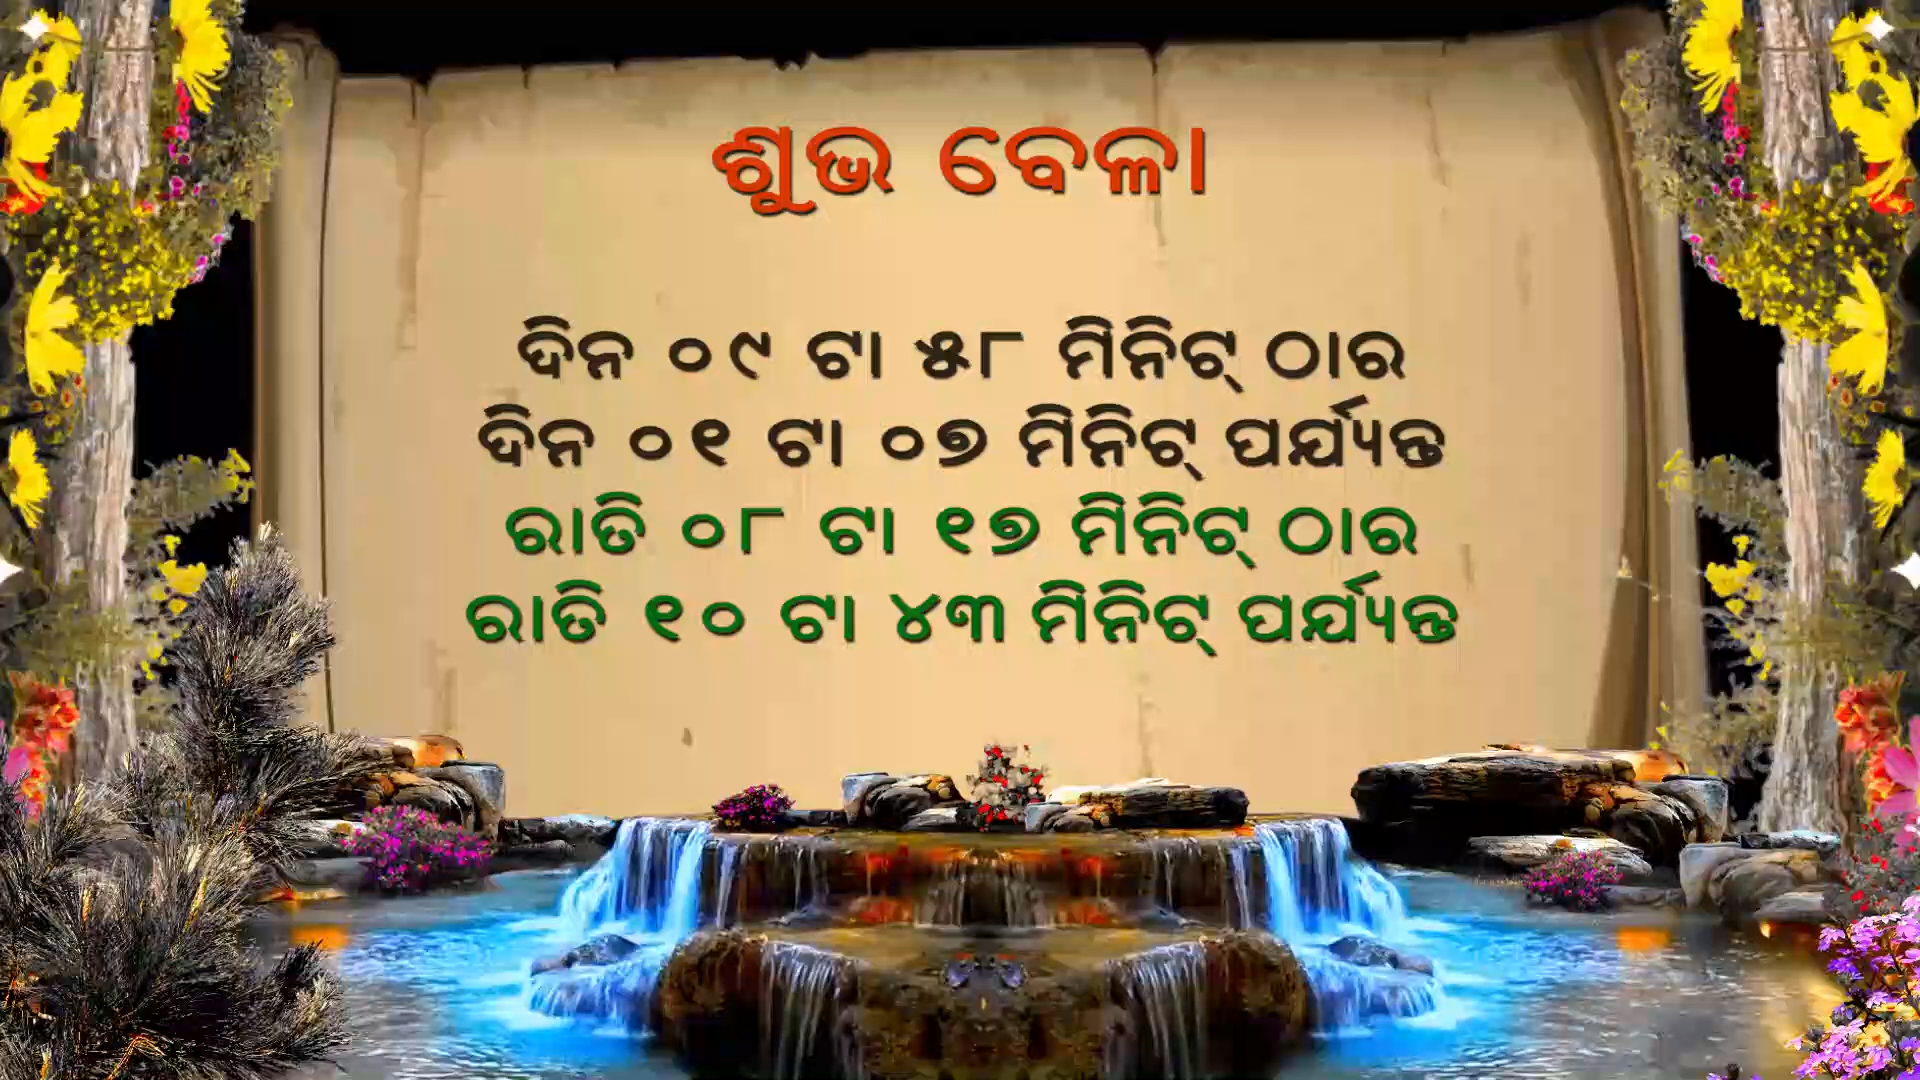 ଶୁଭ ବେଳା
ଦିନ ୦୯ ଟା ୫୮ ମିନିଟ୍ ଠାର
ଦିନ ୦୧ ଟା ୦୭ ମିନିଟ୍ ପର୍ଯ୍ୟନ୍ତ
ରାତି ୦୮ ଟା ୧୭ ମିନିଟ୍ ଠାର
ରାତି ୧୦ ଟା ୪୩ ମିନିଟ୍ ପର୍ଯ୍ୟନ୍ତ